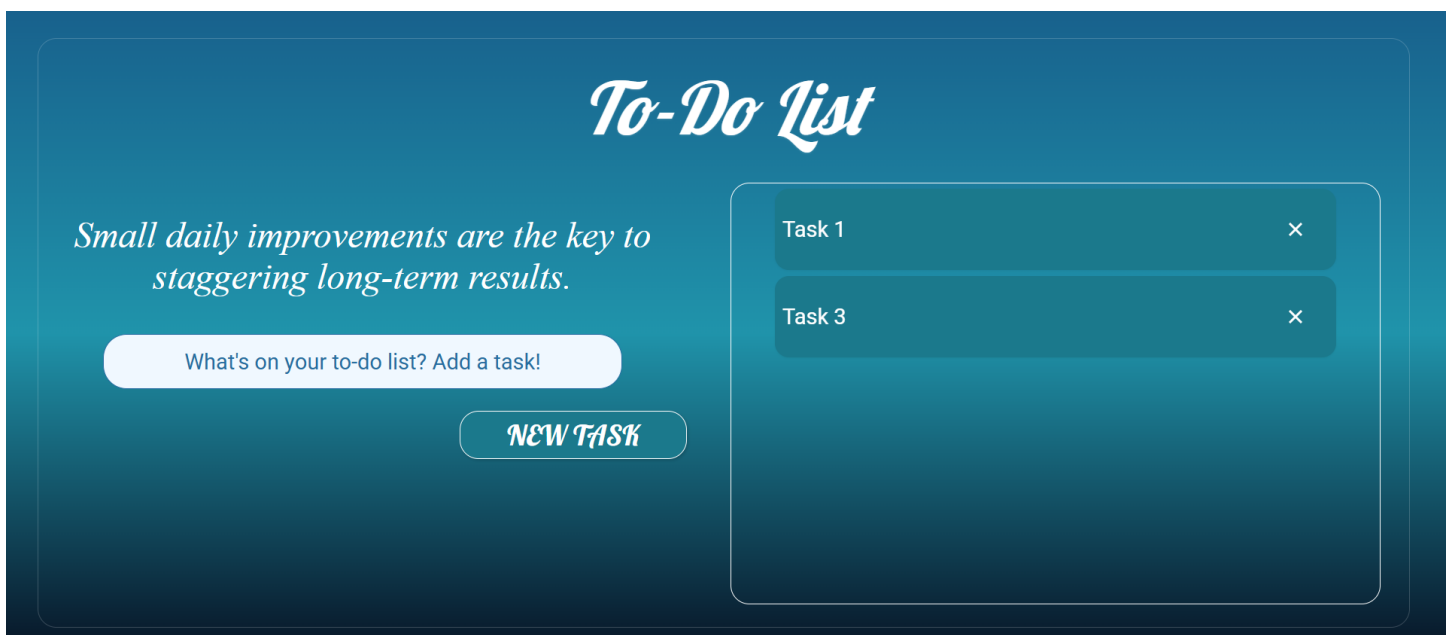 To-Do List
Small daily improvements are the key to
staggering long-term results.
What's on your to-do list? Add a task!
NEW TASK
Task 1 ×
Task 3 ×